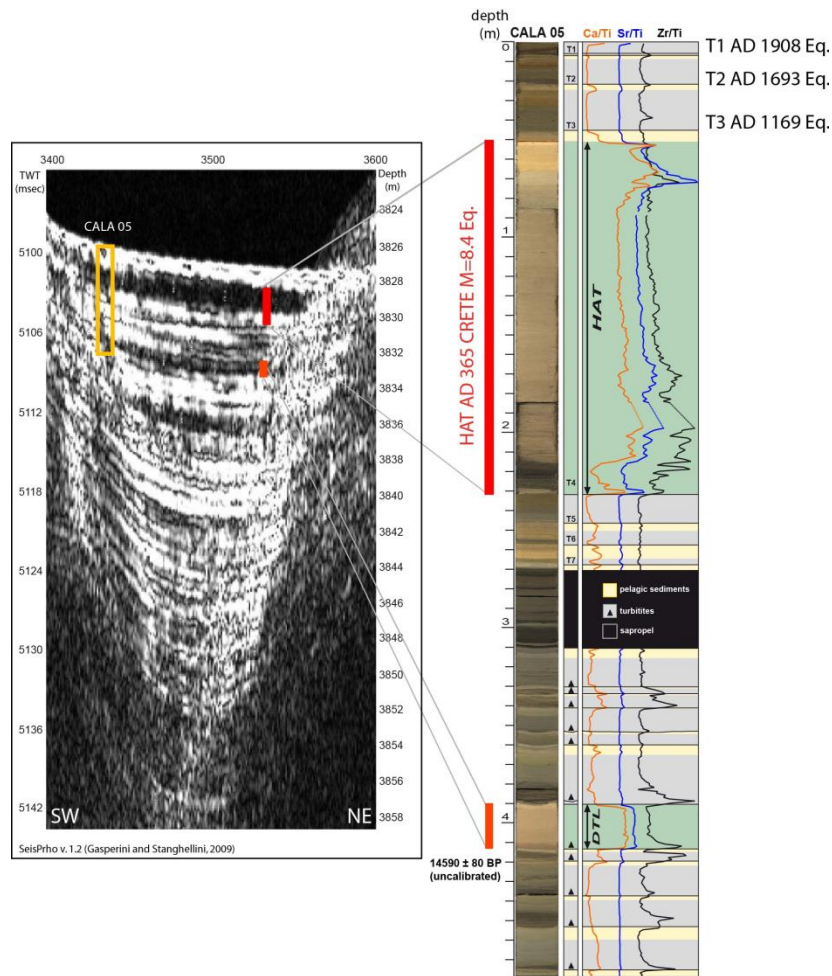 3400 3500 3600
TWT
(msec)
Depth
(m)
CALA 05
3824
5100
3826
3828
3830
5106
3832
3834
5112
3836
3838
5118
3840
3842
5124
3844
3846
5130
3848
3850
3852
5136
3854
3856
5142
3858
SW NE
SeisPrho v. 1.2 (Gasperini and Stanghellini, 2009)
HAT AD 365 CRETE M=8.4 Eq.
14590 ± 80 BP
(uncalibrated)
depth
(m)
CALA 05
Ca/Ti Sr/Ti Zr/Ti
0
1
2
3
4
T1
T2
T3
T4
T5
T6
T7
HAT
pelagic sediments
turbitites
sapropel
DTL
T1 AD 1908 Eq.
T2 AD 1693 Eq.
T3 AD 1169 Eq.